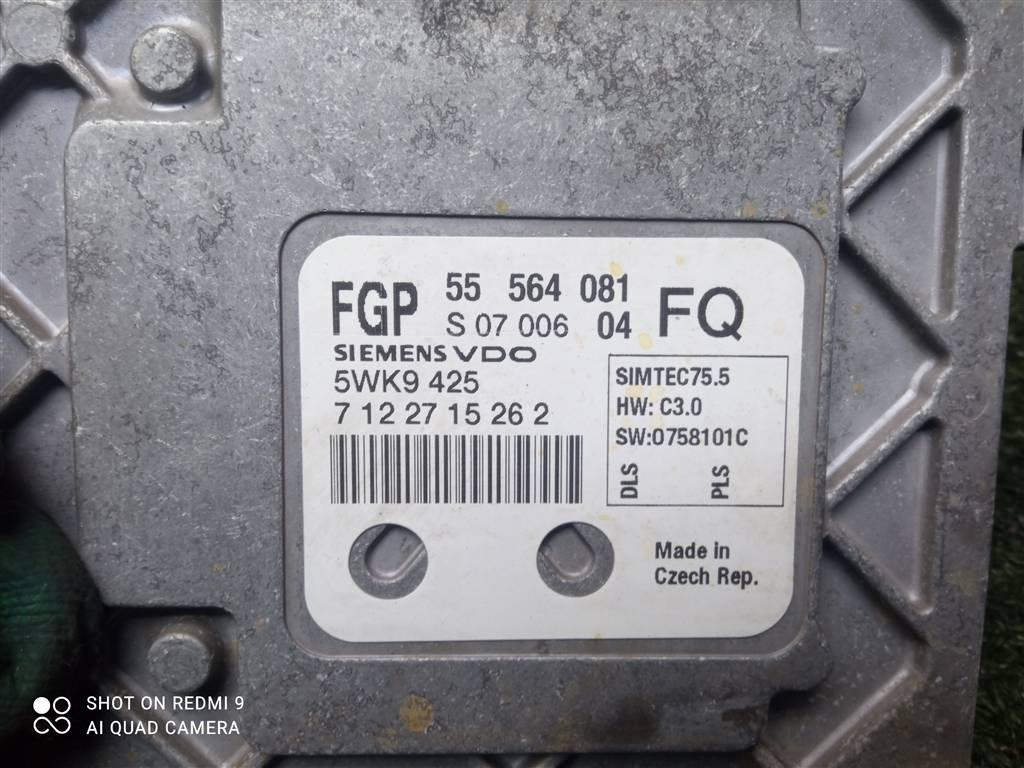 FGP 55 564 081 FQ
S 07 006 04
SIEMENS VDO
5WK9 425
7 12 27 15 26 2
SIMTEC75.5
HW: C3.0
SW:0758101C
DLS PLS
Made in
Czech Rep.
SHOT ON REDMI 9
AI QUAD CAMERA